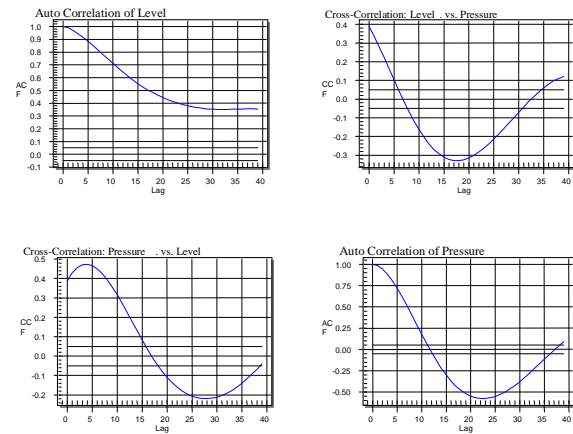 Auto Correlation of Level
1.0
0.9
0.8
0.7
0.6
0.5
0.4
0.3
0.2
0.1
0.0
-0.1
AC
F
0 5 10 15 20 25 30 35 40
Lag
Cross-Correlation: Level . vs. Pressure
0.4
0.3
0.2
0.1
0.0
-0.1
-0.2
-0.3
CC
F
0 5 10 15 20 25 30 35 40
Lag
Cross-Correlation: Pressure . vs. Level
0.5
0.4
0.3
0.2
0.1
0.0
-0.1
-0.2
CC
F
0 5 10 15 20 25 30 35 40
Lag
Auto Correlation of Pressure
1.00
0.75
0.50
0.25
0.00
-0.25
-0.50
AC
F
0 5 10 15 20 25 30 35 40
Lag